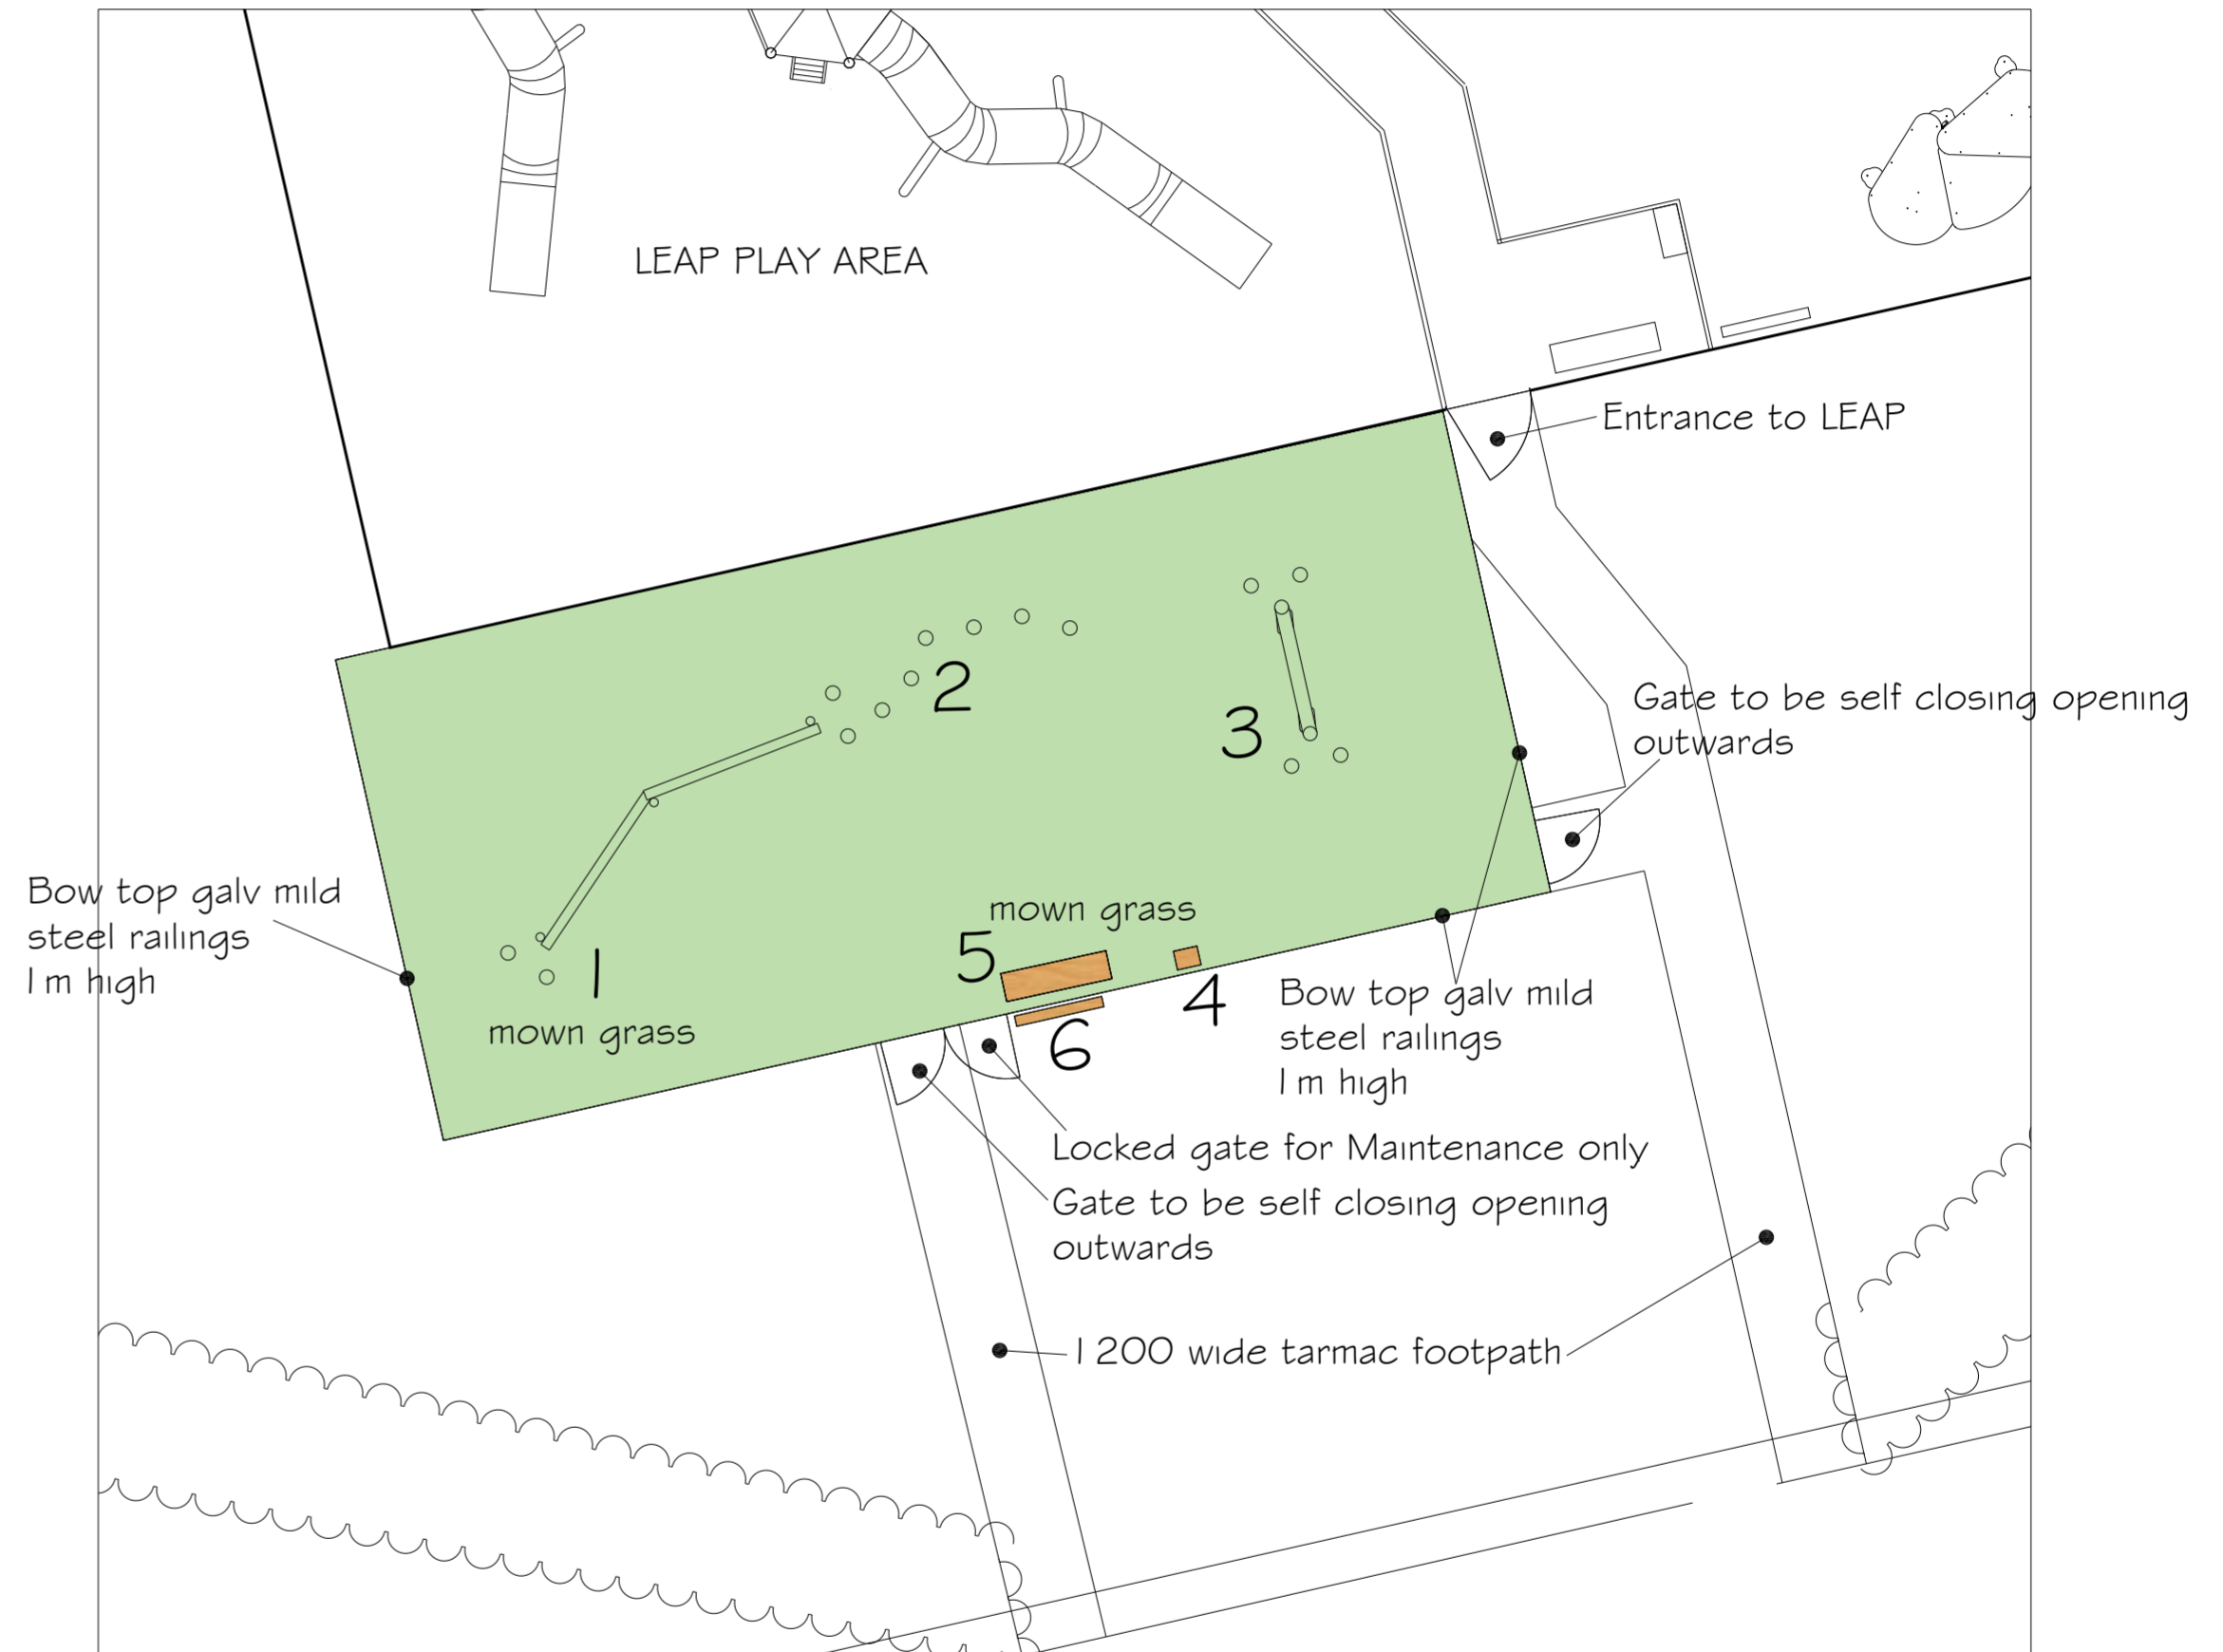 LEAP PLAY AREA
Entrance to LEAP
2
3
Gate to be self closing opening
outwards
Bow top galv mild
steel railings
1m high
mown grass
5
1
4
mown grass
6
Bow top galv mild
steel railings
1m high
Locked gate for Maintenance only
Gate to be self closing opening
outwards
1200 wide tarmac footpath